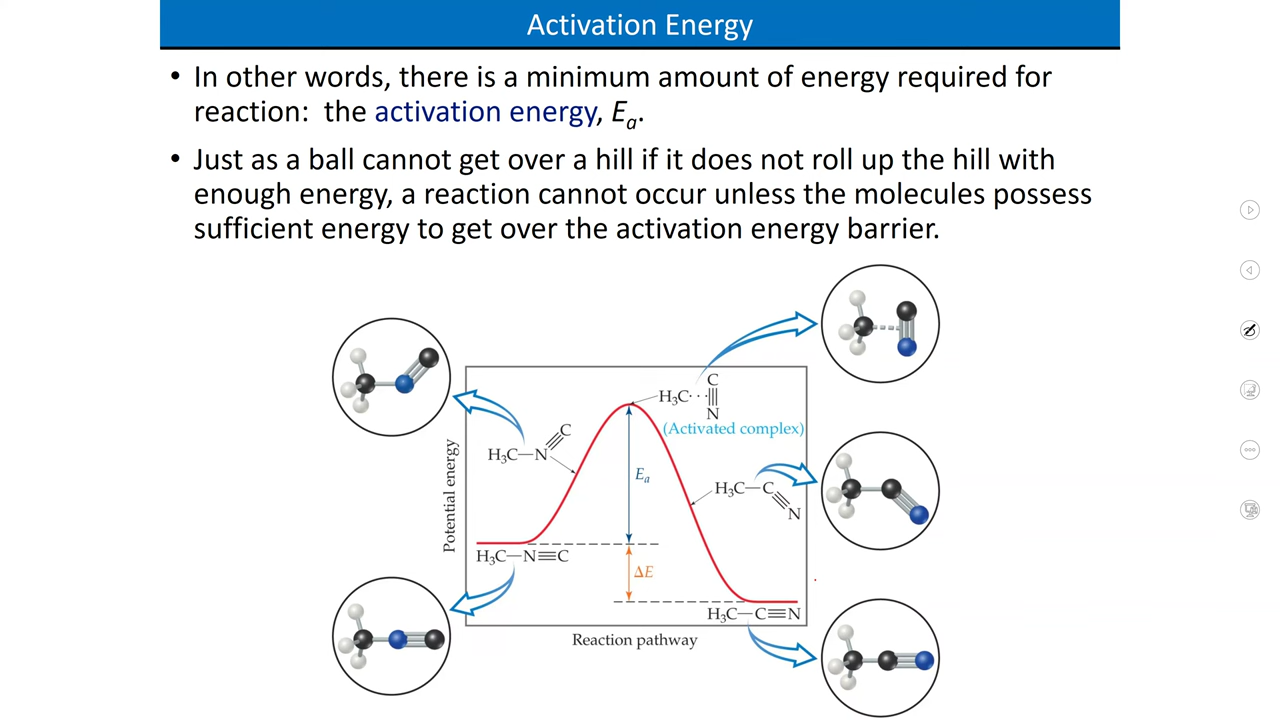 Activation Energy
• In other words, there is a minimum amount of energy required for
reaction: the activation energy, Ea.
• Just as a ball cannot get over a hill if it does not roll up the hill with
enough energy, a reaction cannot occur unless the molecules possess
sufficient energy to get over the activation energy barrier.
C
H₃C···|||
N
(Activated complex)
C
H₃C—N
Ea
H₃C—C
N
Potential energy
H₃C—N≡C
ΔE
H₃C—C≡N
Reaction pathway